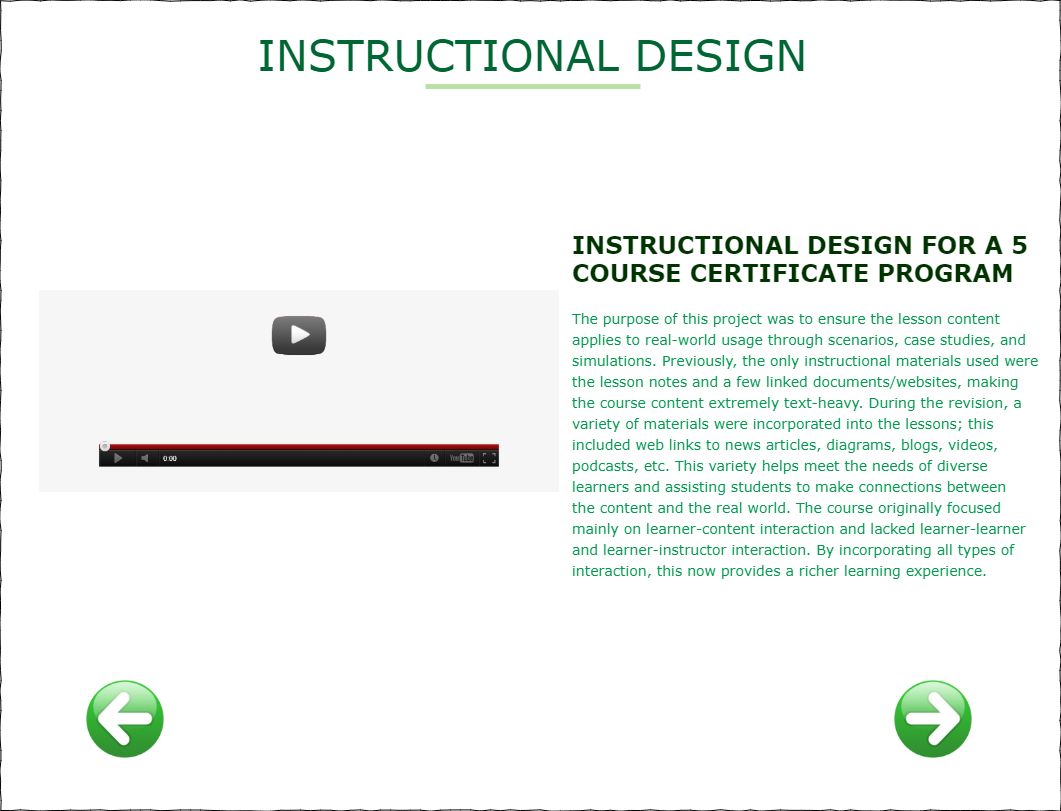 INSTRUCTIONAL DESIGN
INSTRUCTIONAL DESIGN FOR A 5
COURSE CERTIFICATE PROGRAM
The purpose of this project was to ensure the lesson content
applies to real-world usage through scenarios, case studies, and
simulations. Previously, the only instructional materials used were
the lesson notes and a few linked documents/websites, making
the course content extremely text-heavy. During the revision, a
variety of materials were incorporated into the lessons; this
included web links to news articles, diagrams, blogs, videos,
podcasts, etc. This variety helps meet the needs of diverse
learners and assisting students to make connections between
the content and the real world. The course originally focused
mainly on learner-content interaction and lacked learner-learner
and learner-instructor interaction. By incorporating all types of
interaction, this now provides a richer learning experience.
0:00
YouTube